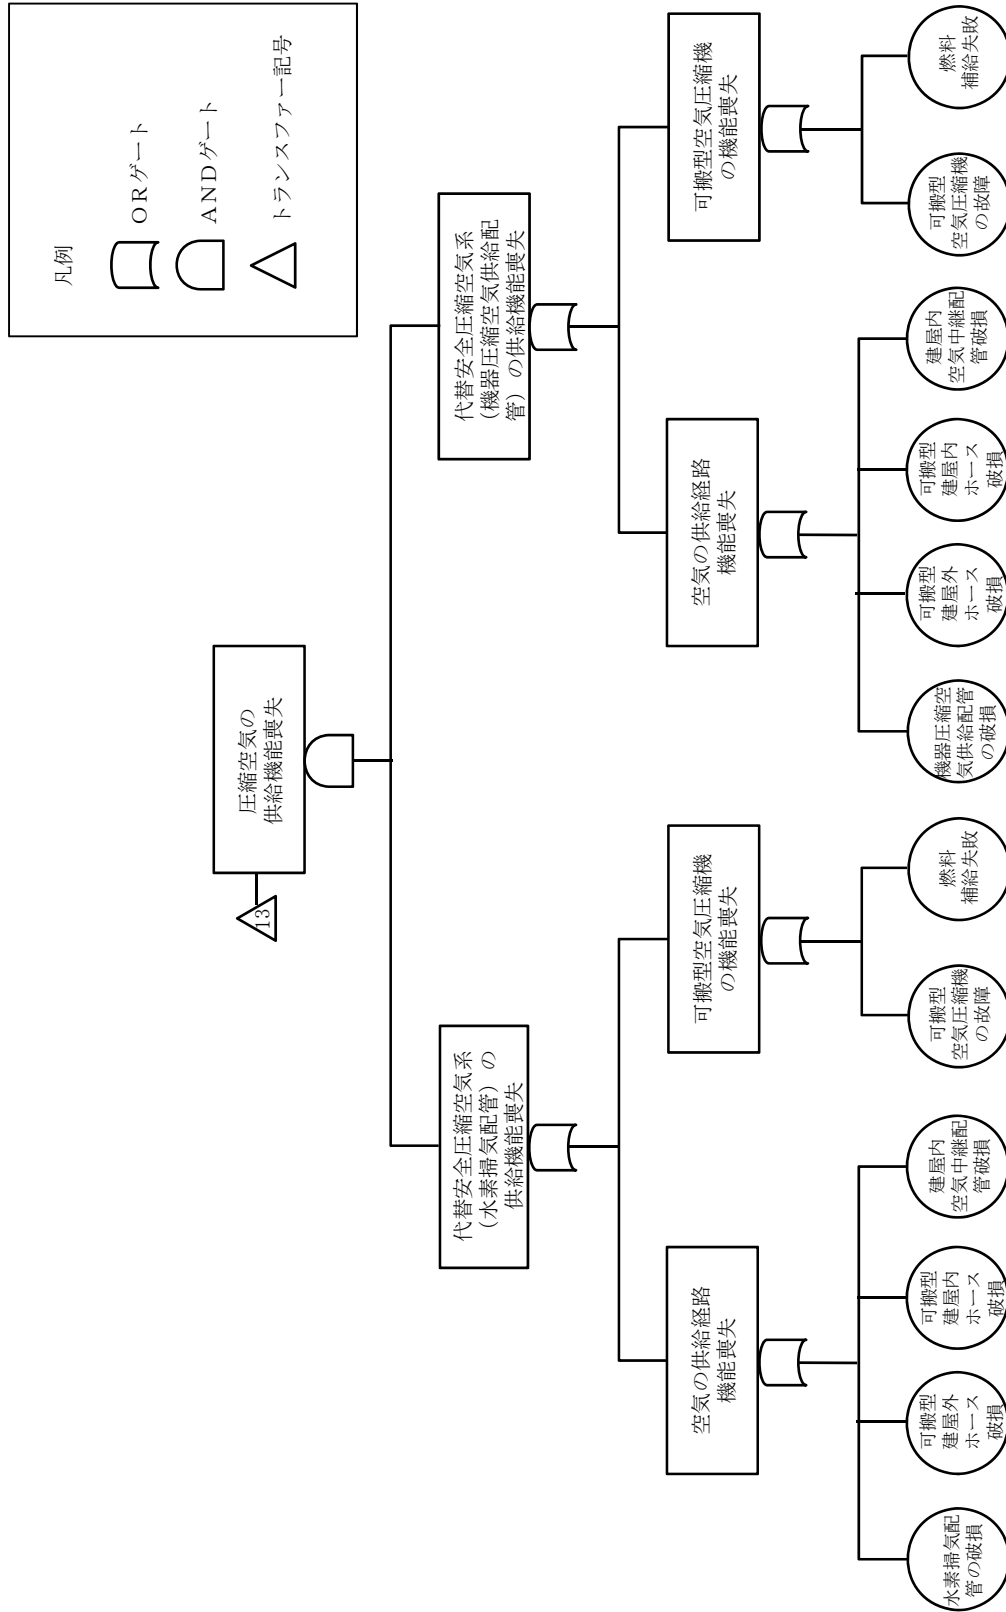 凡例
ORゲート
ANDゲート
トランスファー記号
圧縮空気の
供給機能喪失
13
代替安全圧縮空気系
(水素掃気配管)の
供給機能喪失
代替安全圧縮空気系
(機器圧縮空気供給配
管)の供給機能喪失
空気の供給経路
機能喪失
可搬型空気圧縮機
の機能喪失
空気の供給経路
機能喪失
可搬型空気圧縮機
の機能喪失
水素掃気配
管の破損
可搬型
建屋外
ホース
破損
可搬型
建屋内
ホース
破損
建屋内
空気中継配
管破損
可搬型
空気圧縮機
の故障
燃料
補給失敗
機器圧縮空
気供給配管
の破損
可搬型
建屋外
ホース
破損
可搬型
建屋内
ホース
破損
建屋内
空気中継配
管破損
可搬型
空気圧縮機
の故障
燃料
補給失敗